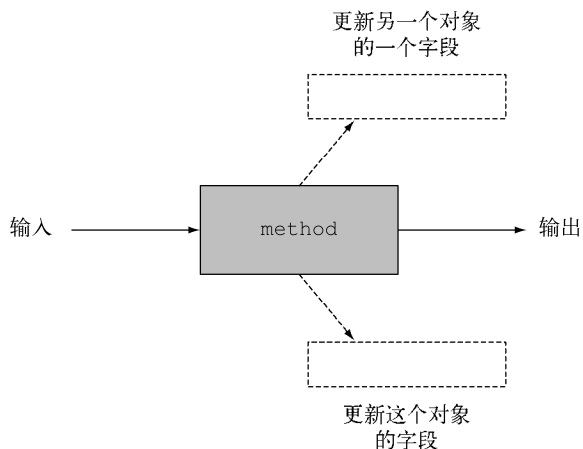 更新另一个对象
的一个字段
输入
method
输出
更新这个对象
的字段